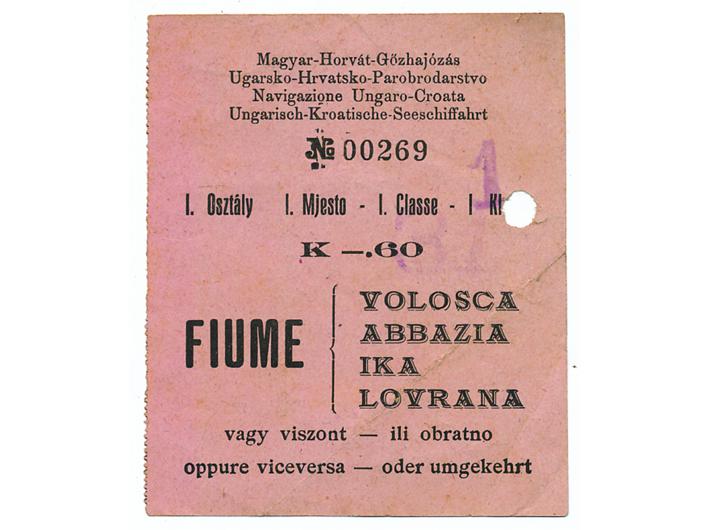 Magyar-Horvát-Gőzhajózás
Ugarsko-Hrvatsko-Parobrodarstvo
Navigazione Ungaro-Croata
Ungarisch-Kroatische-Seeschiffahrt
№ 00269
I. Osztály I. Mjesto - I. Classe - I Kl
K —.60
FIUME
VOLOSCA
ABBAZIA
IKA
LOVRANA
vagy viszont — ili obratno
oppure viceversa — oder umgekehrt